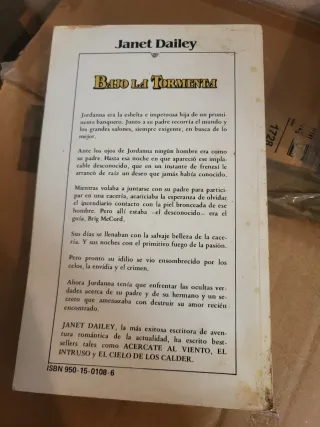 Janet Dailey
BAJO LA TORMENTA
Jordanna era la esbelta e impetuosa hija de un promi-
nente banquero. Junto a su padre recorría el mundo y
los grandes salones, siempre exigente, en busca de lo
mejor.
Ante los ojos de Jordanna ningún hombre era como
su padre. Hasta esa noche en que apareció ese impla-
cable desconocido, que en un instante de frenesí le
arrancó de raíz un deseo que jamás había conocido.
Mientras volaba a juntarse con su padre para partici-
par en una cacería, acariciaba la esperanza de olvidar
el incendiario contacto con la piel bronceada de ese
hombre. Pero allí estaba -el desconocido- era el
guía, Brig McCord.
Sus días se llenaban con la salvaje belleza de la cace-
ría. Y sus noches con el primitivo fuego de la pasión.
Pero pronto su idilio se vio ensombrecido por los
celos, la envidia y el crimen.
Ahora Jordanna tenía que enfrentar las ocultas ver-
dades acerca de su padre y de su hermano y un se-
creto que amenazaba con destruir su amor recién
encontrado.
JANET DAILEY, la más exitosa escritora de aven-
tura romántica de la actualidad, ha escrito best-
sellers tales como ACERCATE AL VIENTO, EL
INTRUSO y EL CIELO DE LOS CALDER.
ISBN 950-15-0108-6
172R